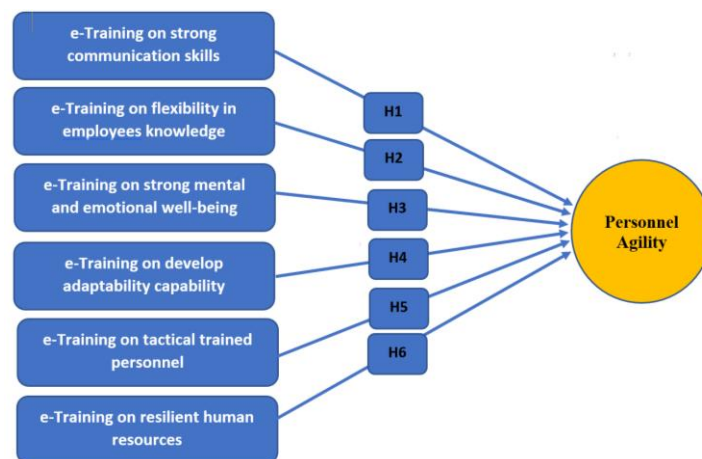 e-Training on strong
communication skills
e-Training on flexibility in
employees knowledge
e-Training on strong mental
and emotional well-being
e-Training on develop
adaptability capability
e-Training on tactical trained
personnel
e-Training on resilient human
resources
H1
H2
H3
H4
H5
H6
Personnel
Agility